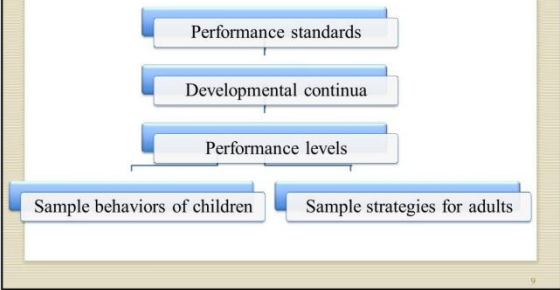 Performance standards
Developmental continua
Performance levels
Sample behaviors of children
Sample strategies for adults
9